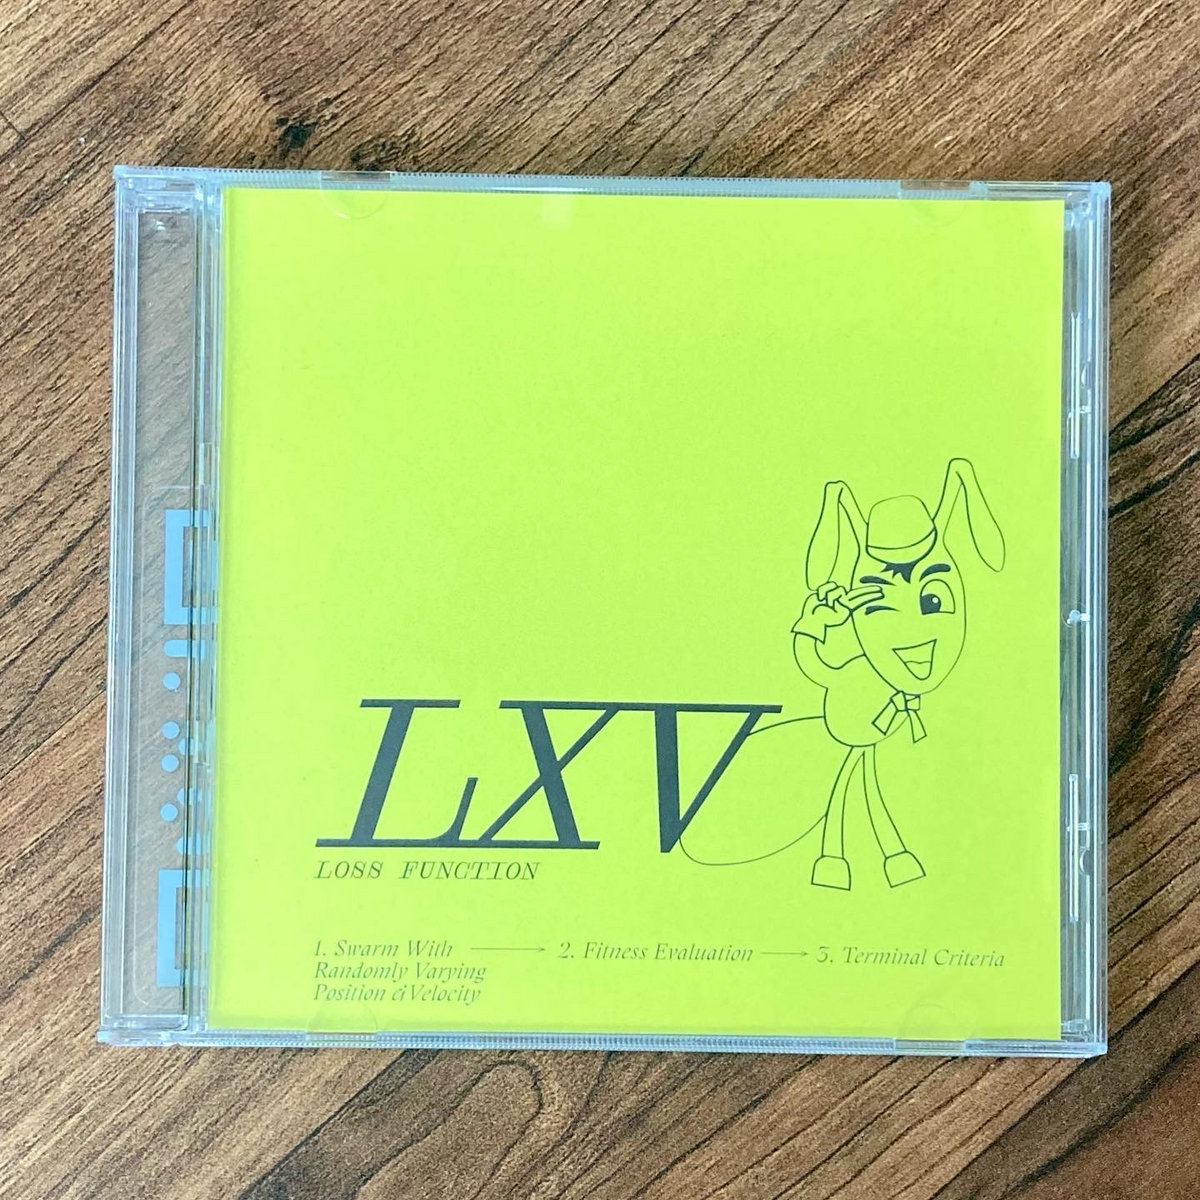 LXV
LOSS FUNCTION
1. Swarm With
Randomly Varying
Position & Velocity
2. Fitness Evaluation
3. Terminal Criteria